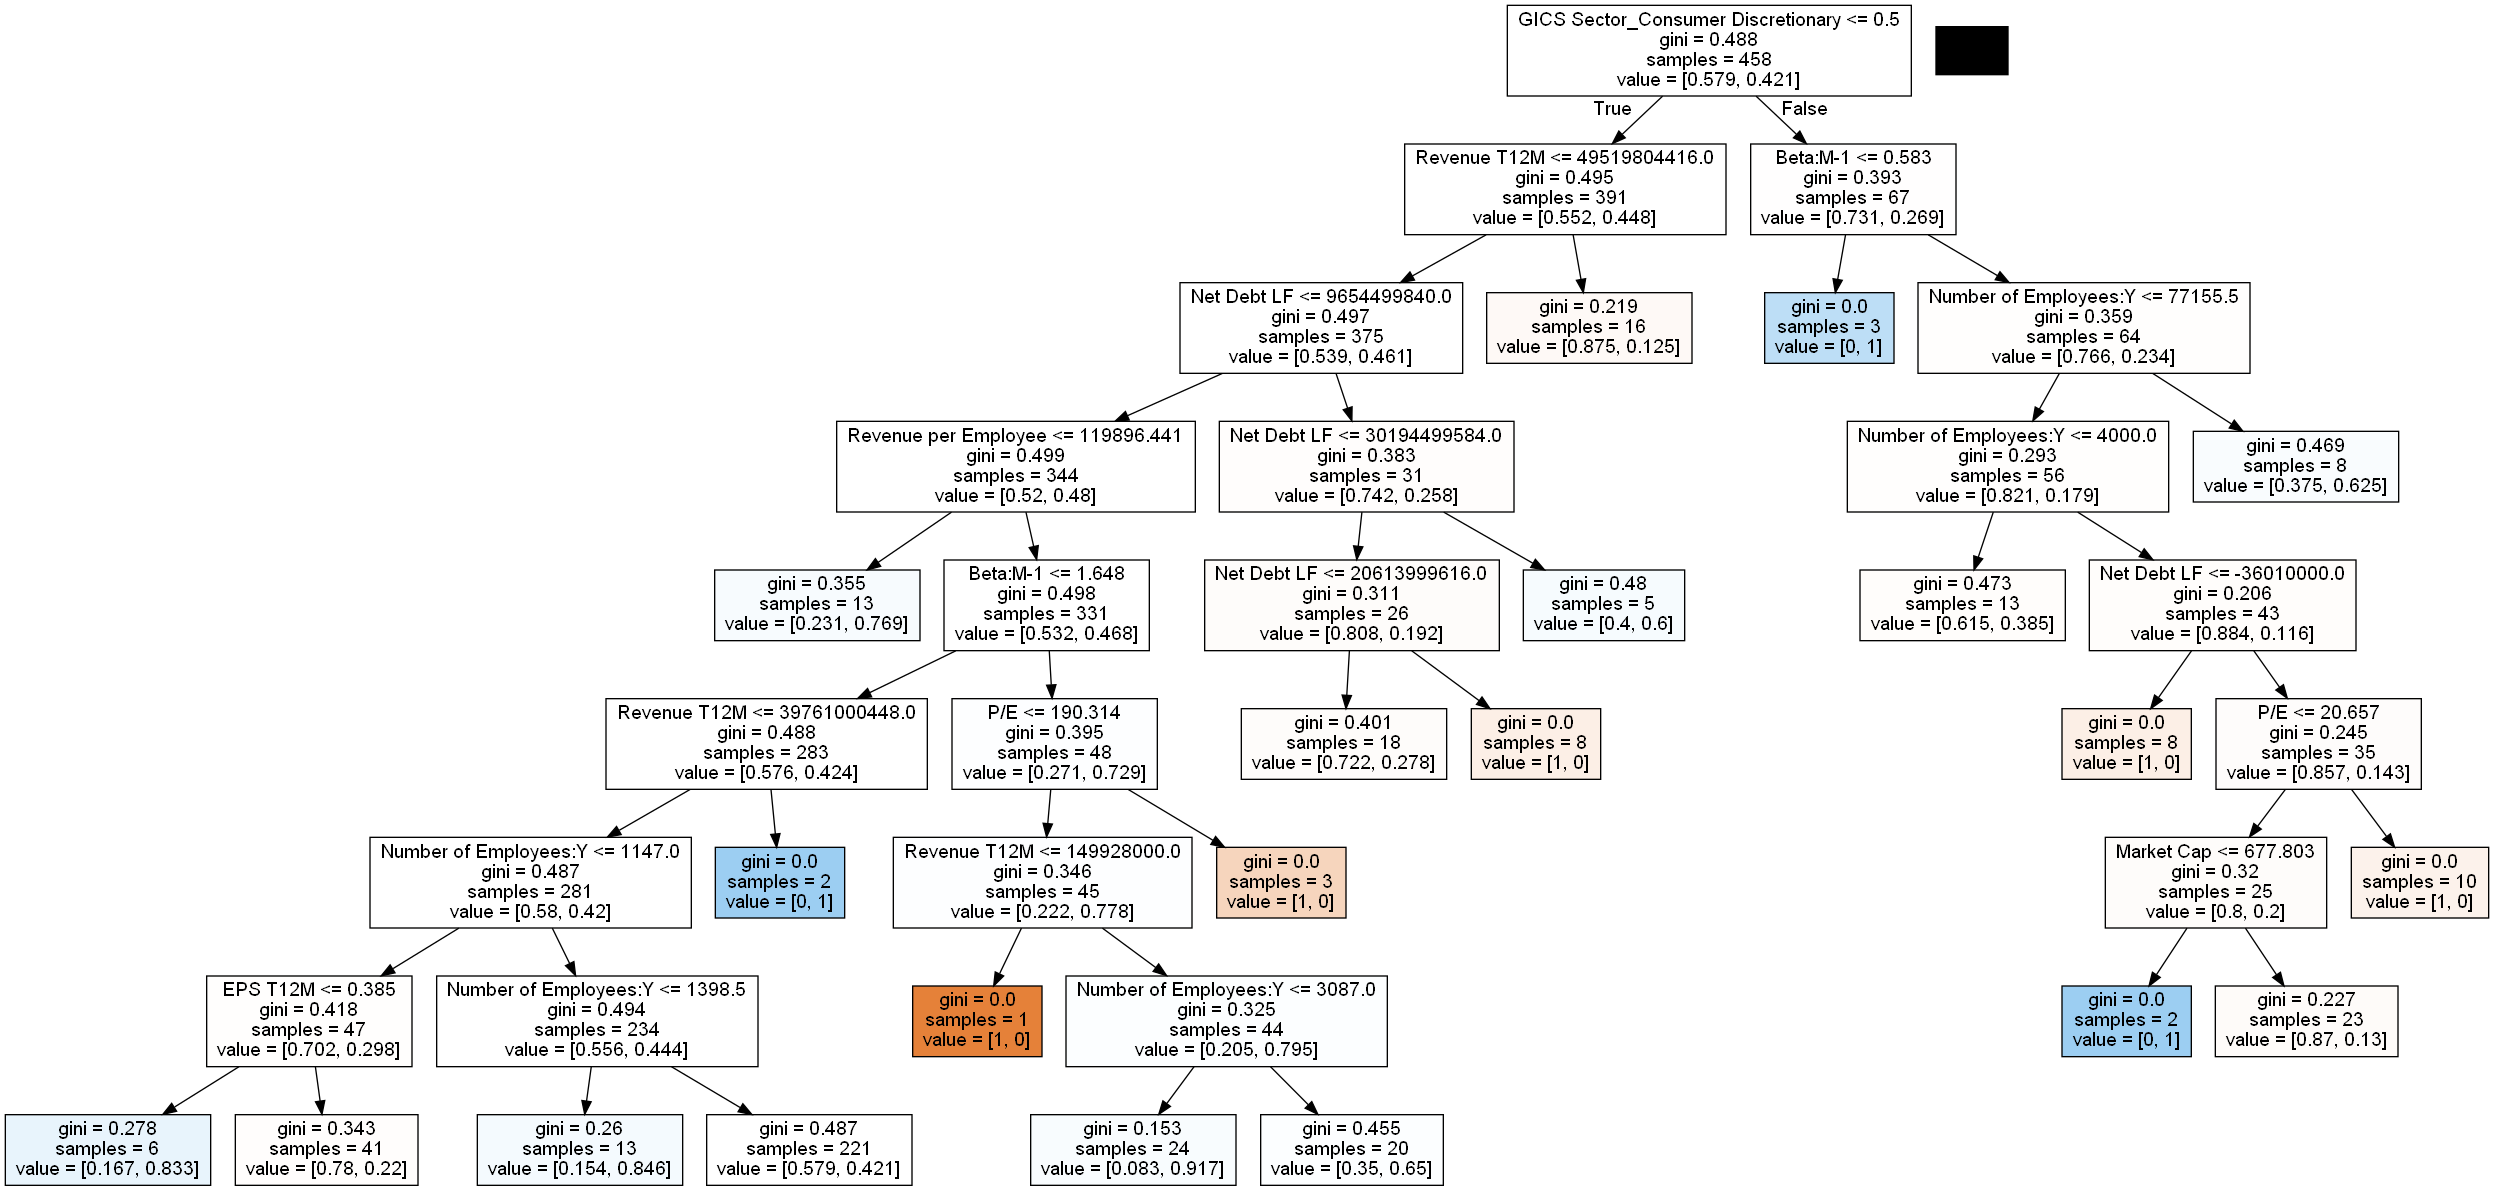 GICS Sector_Consumer Discretionary <= 0.5
gini = 0.488
samples = 458
value = [0.579, 0.421]
True
False
Revenue T12M <= 49519804416.0
gini = 0.495
samples = 391
value = [0.552, 0.448]
Beta:M-1 <= 0.583
gini = 0.393
samples = 67
value = [0.731, 0.269]
Net Debt LF <= 9654499840.0
gini = 0.497
samples = 375
value = [0.539, 0.461]
gini = 0.219
samples = 16
value = [0.875, 0.125]
gini = 0.0
samples = 3
value = [0, 1]
Number of Employees:Y <= 77155.5
gini = 0.359
samples = 64
value = [0.766, 0.234]
Revenue per Employee <= 119896.441
gini = 0.499
samples = 344
value = [0.52, 0.48]
Net Debt LF <= 30194499584.0
gini = 0.383
samples = 31
value = [0.742, 0.258]
Number of Employees:Y <= 4000.0
gini = 0.293
samples = 56
value = [0.821, 0.179]
gini = 0.469
samples = 8
value = [0.375, 0.625]
gini = 0.355
samples = 13
value = [0.231, 0.769]
Beta:M-1 <= 1.648
gini = 0.498
samples = 331
value = [0.532, 0.468]
Net Debt LF <= 20613999616.0
gini = 0.311
samples = 26
value = [0.808, 0.192]
gini = 0.48
samples = 5
value = [0.4, 0.6]
gini = 0.473
samples = 13
value = [0.615, 0.385]
Net Debt LF <= -36010000.0
gini = 0.206
samples = 43
value = [0.884, 0.116]
Revenue T12M <= 39761000448.0
gini = 0.488
samples = 283
value = [0.576, 0.424]
P/E <= 190.314
gini = 0.395
samples = 48
value = [0.271, 0.729]
gini = 0.401
samples = 18
value = [0.722, 0.278]
gini = 0.0
samples = 8
value = [1, 0]
gini = 0.0
samples = 8
value = [1, 0]
P/E <= 20.657
gini = 0.245
samples = 35
value = [0.857, 0.143]
Number of Employees:Y <= 1147.0
gini = 0.487
samples = 281
value = [0.58, 0.42]
gini = 0.0
samples = 2
value = [0, 1]
Revenue T12M <= 149928000.0
gini = 0.346
samples = 45
value = [0.222, 0.778]
gini = 0.0
samples = 3
value = [1, 0]
Market Cap <= 677.803
gini = 0.32
samples = 25
value = [0.8, 0.2]
gini = 0.0
samples = 10
value = [1, 0]
EPS T12M <= 0.385
gini = 0.418
samples = 47
value = [0.702, 0.298]
Number of Employees:Y <= 1398.5
gini = 0.494
samples = 234
value = [0.556, 0.444]
gini = 0.0
samples = 1
value = [1, 0]
Number of Employees:Y <= 3087.0
gini = 0.325
samples = 44
value = [0.205, 0.795]
gini = 0.0
samples = 2
value = [0, 1]
gini = 0.227
samples = 23
value = [0.87, 0.13]
gini = 0.278
samples = 6
value = [0.167, 0.833]
gini = 0.343
samples = 41
value = [0.78, 0.22]
gini = 0.26
samples = 13
value = [0.154, 0.846]
gini = 0.487
samples = 221
value = [0.579, 0.421]
gini = 0.153
samples = 24
value = [0.083, 0.917]
gini = 0.455
samples = 20
value = [0.35, 0.65]